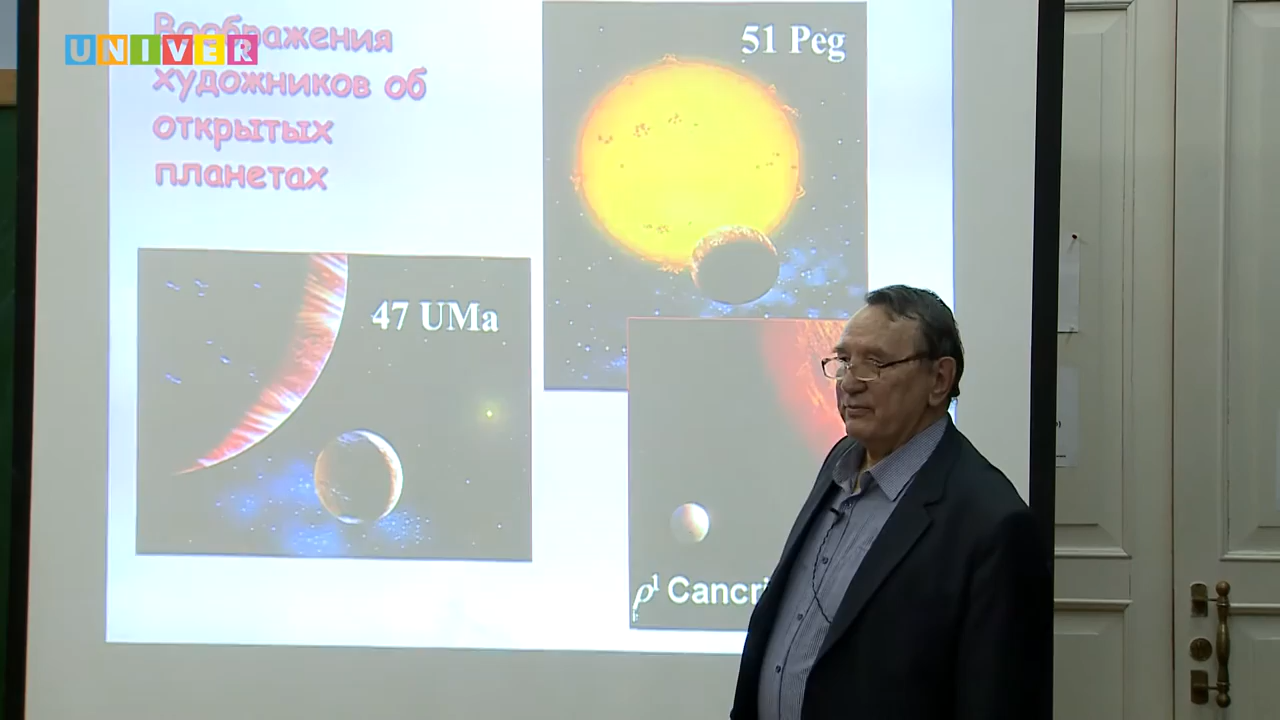 UNIVER
Воображения
художников об
открытых
планетах
51 Peg
47 UMa
ρ¹ Cancri